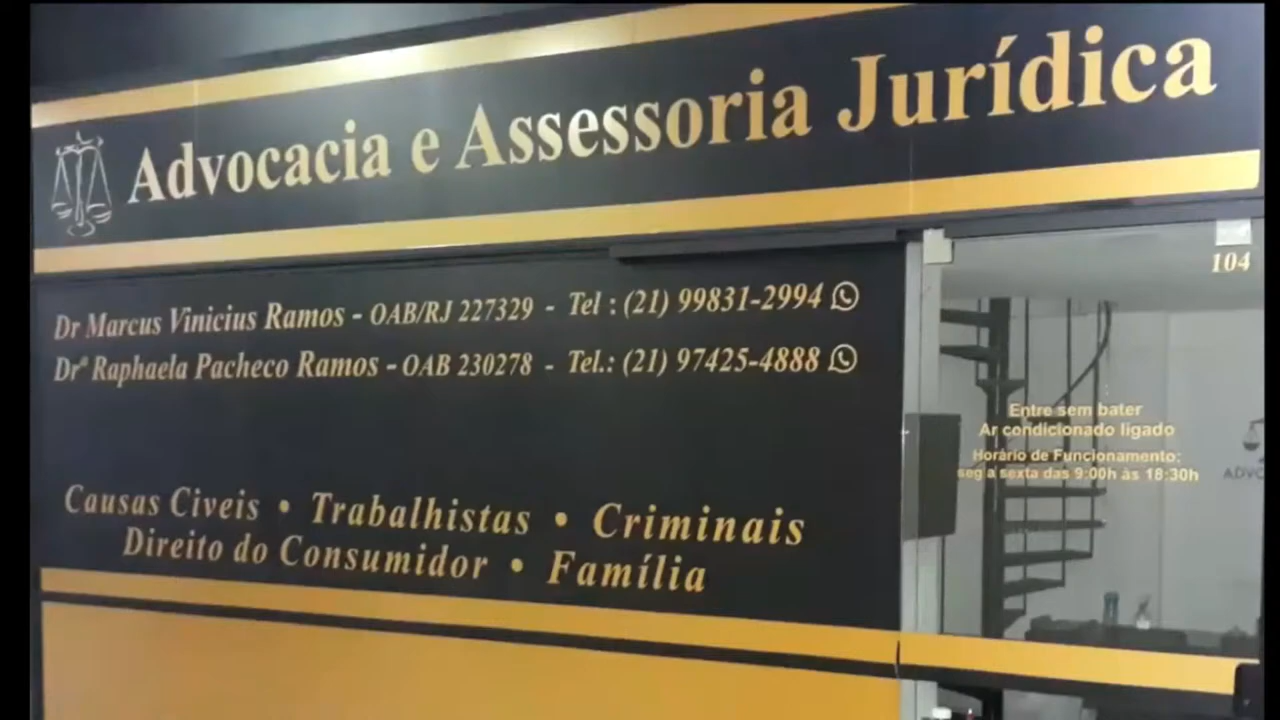 Advocacia e Assessoria Jurídica
104
Dr Marcus Vinicius Ramos - OAB/RJ 227329 - Tel : (21) 99831-2994
Drª Raphaela Pacheco Ramos - OAB 230278 - Tel.: (21) 97425-4888
Entre sem bater
Ar condicionado ligado
Horário de Funcionamento:
seg a sexta das 9:00h às 18:30h
Causas Civeis • Trabalhistas • Criminais
Direito do Consumidor • Família